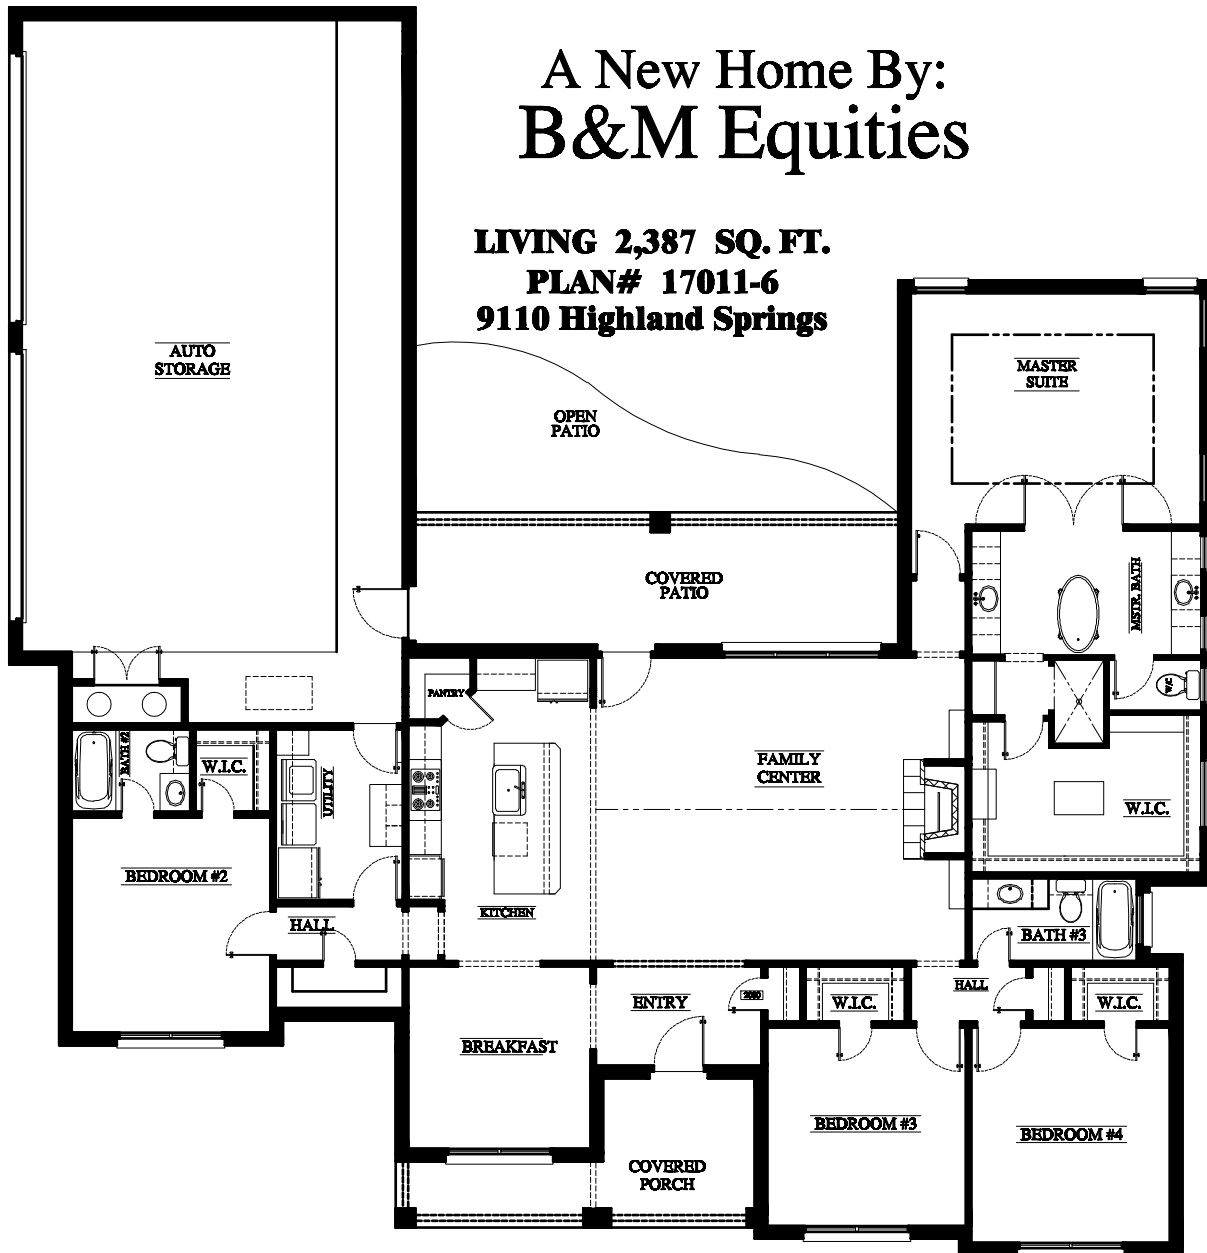 A New Home By:
B&M Equities
LIVING 2,387 SQ. FT.
PLAN# 17011-6
9110 Highland Springs
AUTO
STORAGE
MASTER
SUITE
OPEN
PATIO
COVERED
PATIO
MSTR. BATH
W/C
PANTRY
BATH #2
W.I.C.
UTILITY
FAMILY
CENTER
W.I.C.
BEDROOM #2
KITCHEN
HALL
BATH #3
HALL
ENTRY
W.I.C.
W.I.C.
BREAKFAST
BEDROOM #3
BEDROOM #4
COVERED
PORCH